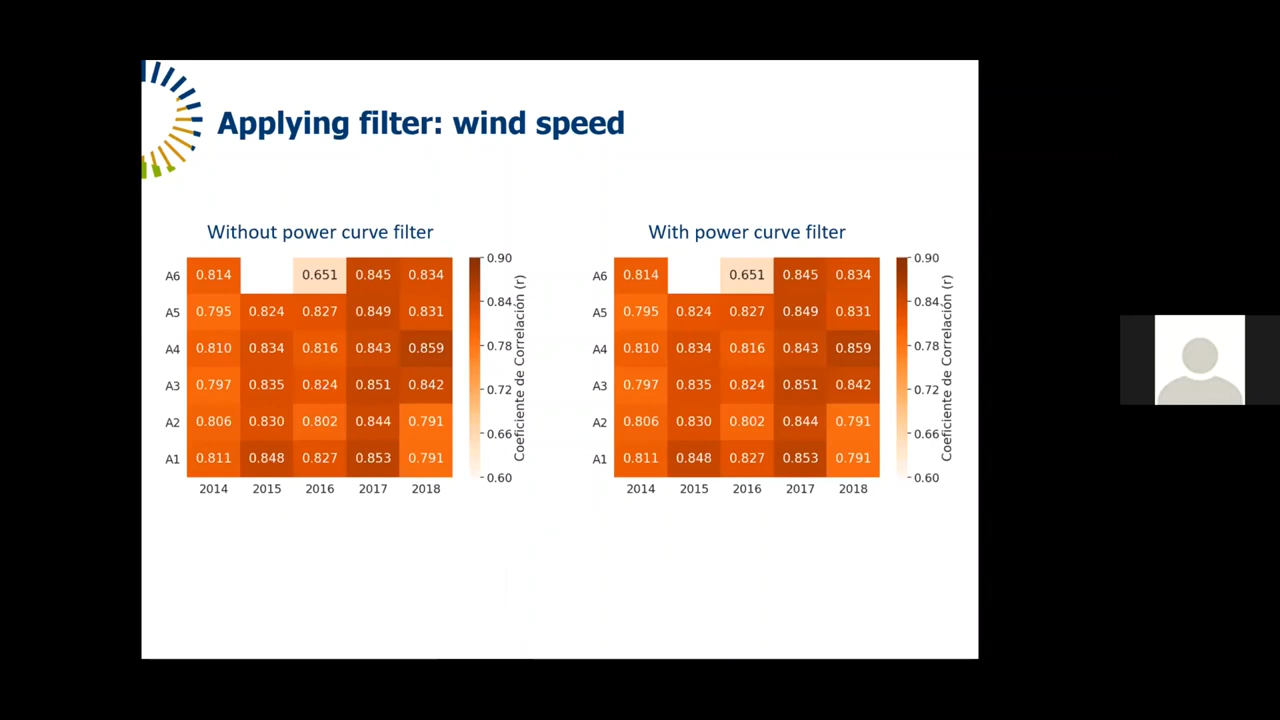 Applying filter: wind speed
Without power curve filter
A6 0.814 0.651 0.845 0.834
A5 0.795 0.824 0.827 0.849 0.831
A4 0.810 0.834 0.816 0.843 0.859
A3 0.797 0.835 0.824 0.851 0.842
A2 0.806 0.830 0.802 0.844 0.791
A1 0.811 0.848 0.827 0.853 0.791
2014 2015 2016 2017 2018
0.90
0.84
0.78
0.72
0.66
0.60
Coeficiente de Correlación (r)
With power curve filter
A6 0.814 0.651 0.845 0.834
A5 0.795 0.824 0.827 0.849 0.831
A4 0.810 0.834 0.816 0.843 0.859
A3 0.797 0.835 0.824 0.851 0.842
A2 0.806 0.830 0.802 0.844 0.791
A1 0.811 0.848 0.827 0.853 0.791
2014 2015 2016 2017 2018
0.90
0.84
0.78
0.72
0.66
0.60
Coeficiente de Correlación (r)